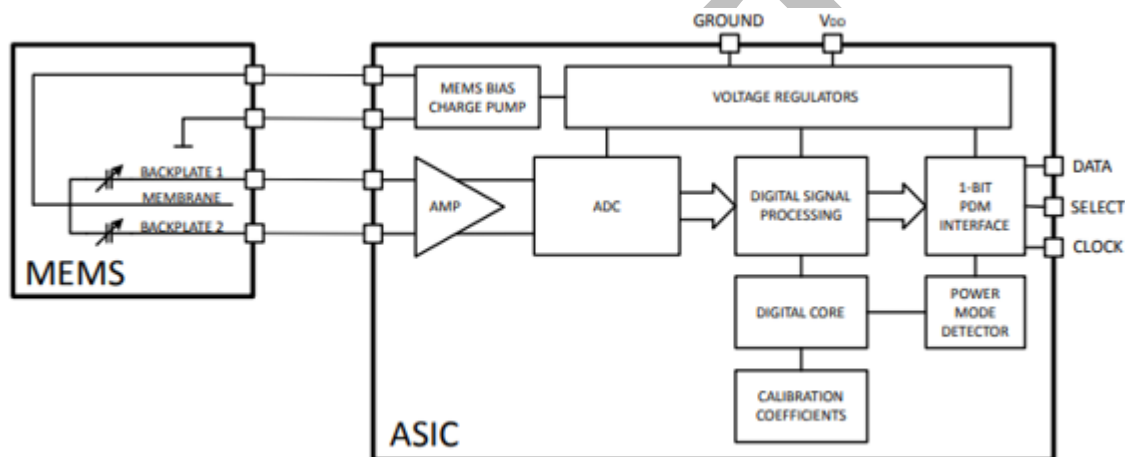 GROUND
VDD
MEMS BIAS
CHARGE PUMP
VOLTAGE REGULATORS
BACKPLATE 1
MEMBRANE
BACKPLATE 2
MEMS
AMP
ADC
DIGITAL SIGNAL
PROCESSING
1-BIT
PDM
INTERFACE
DATA
SELECT
CLOCK
DIGITAL CORE
POWER
MODE
DETECTOR
CALIBRATION
COEFFICIENTS
ASIC